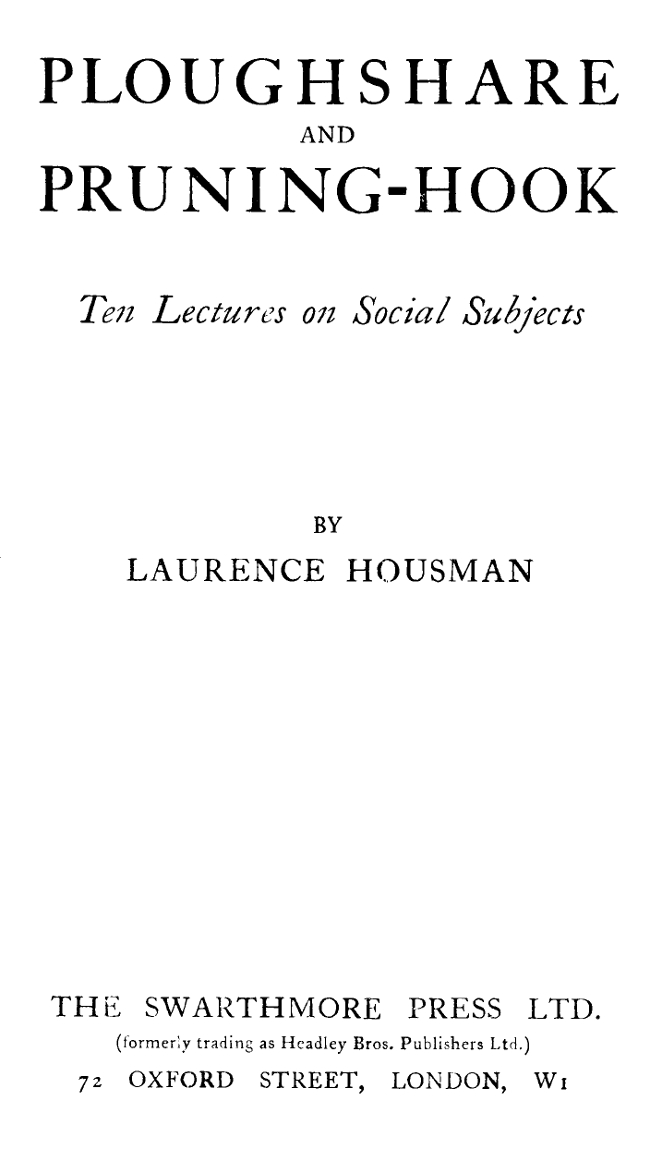 PLOUGHSHARE
AND
PRUNING-HOOK
Ten Lectures on Social Subjects
BY
LAURENCE HOUSMAN
THE SWARTHMORE PRESS LTD.
(formerly trading as Headley Bros. Publishers Ltd.)
72 OXFORD STREET, LONDON, W1